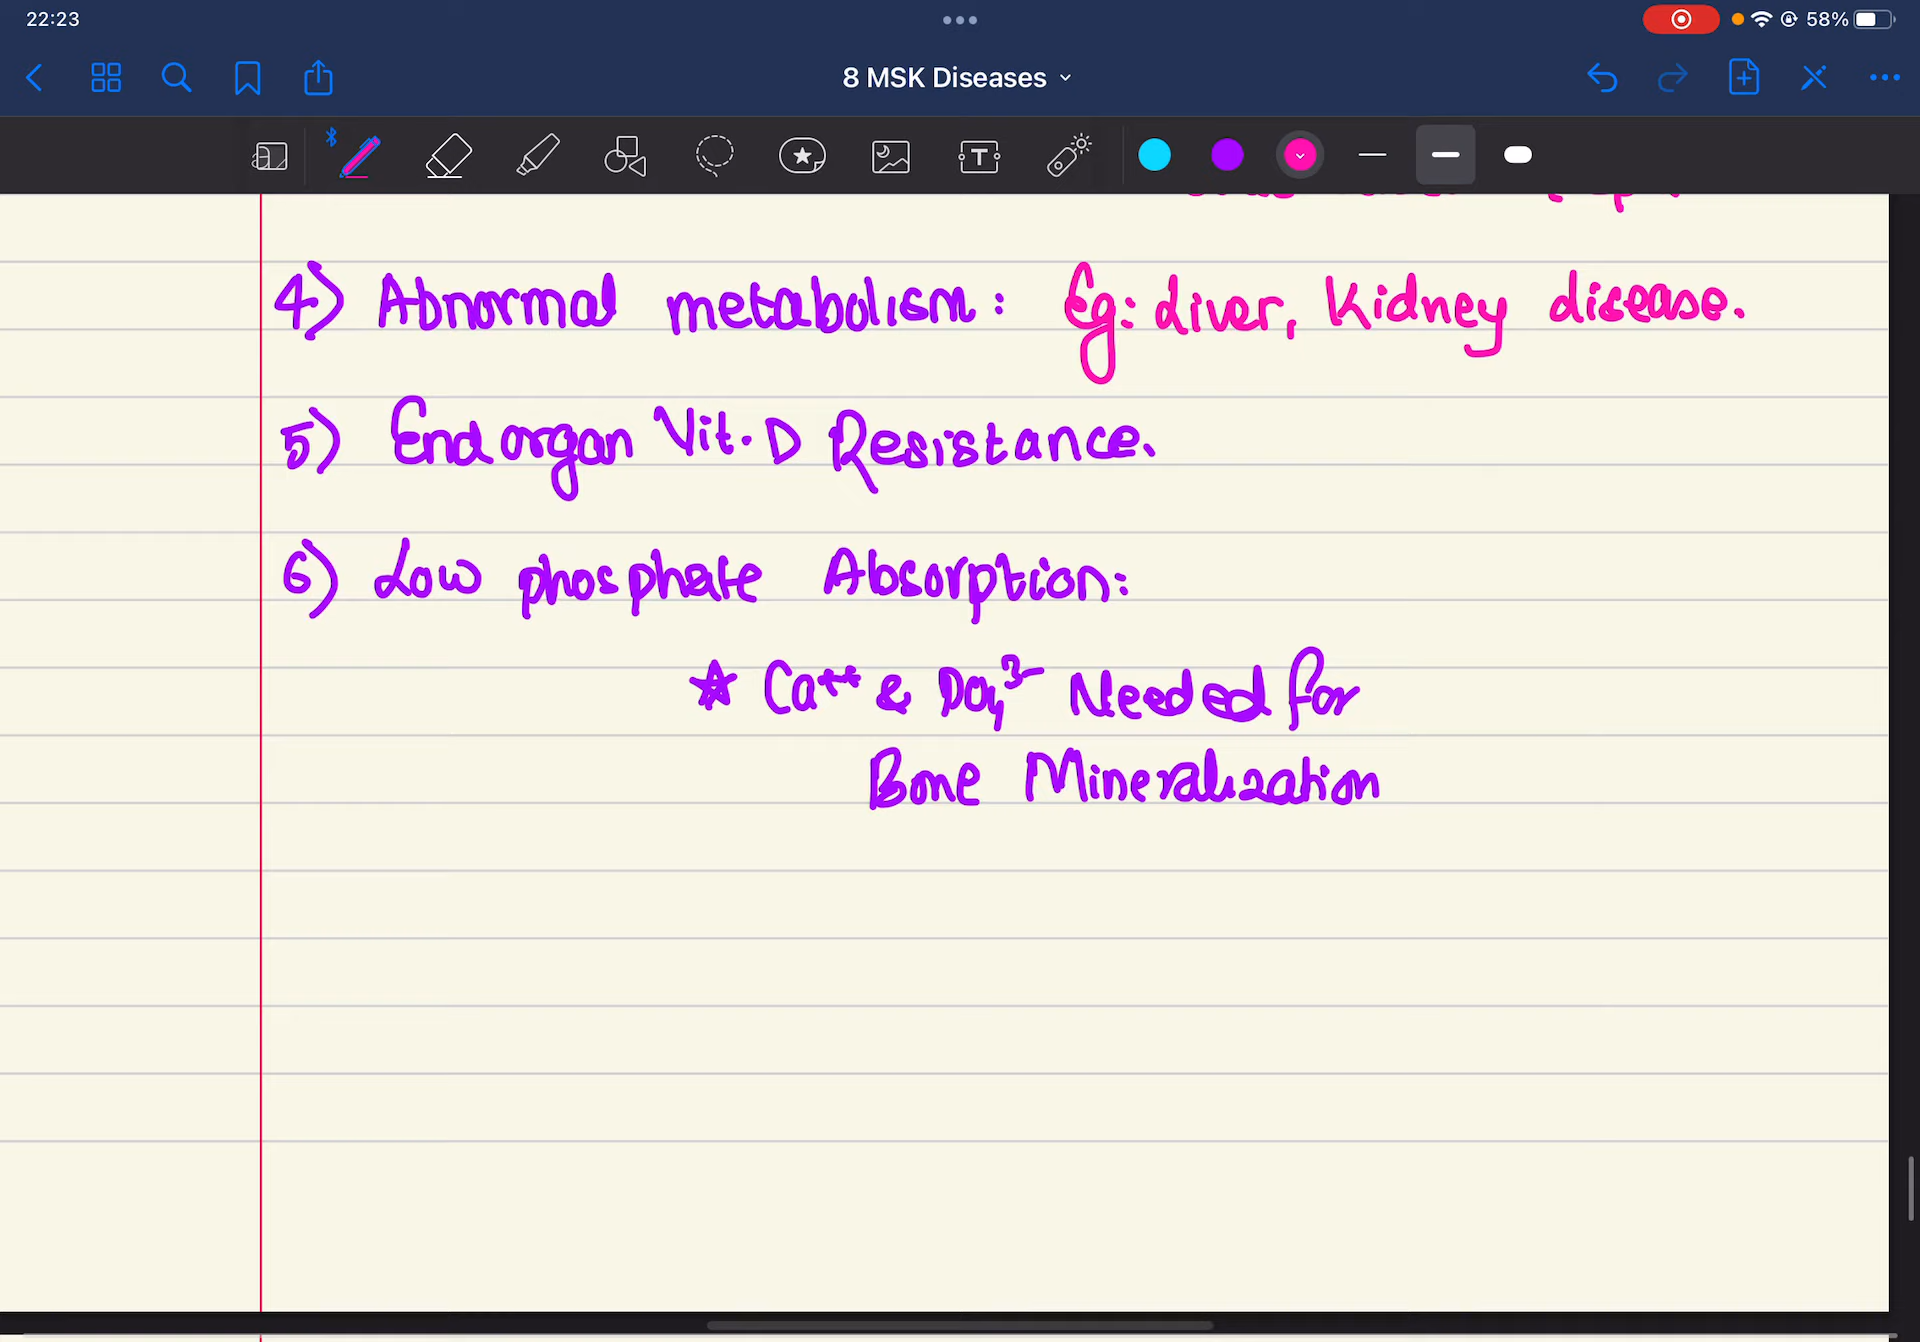 22:23
58%
8 MSK Diseases
T
4) Abnormal metabolism: Eg: Liver, Kidney disease.
5) End organ Vit. D Resistance.
6) Low phosphate Absorption:
☆ Ca++ & PO4 3- Needed for
Bone Mineralization